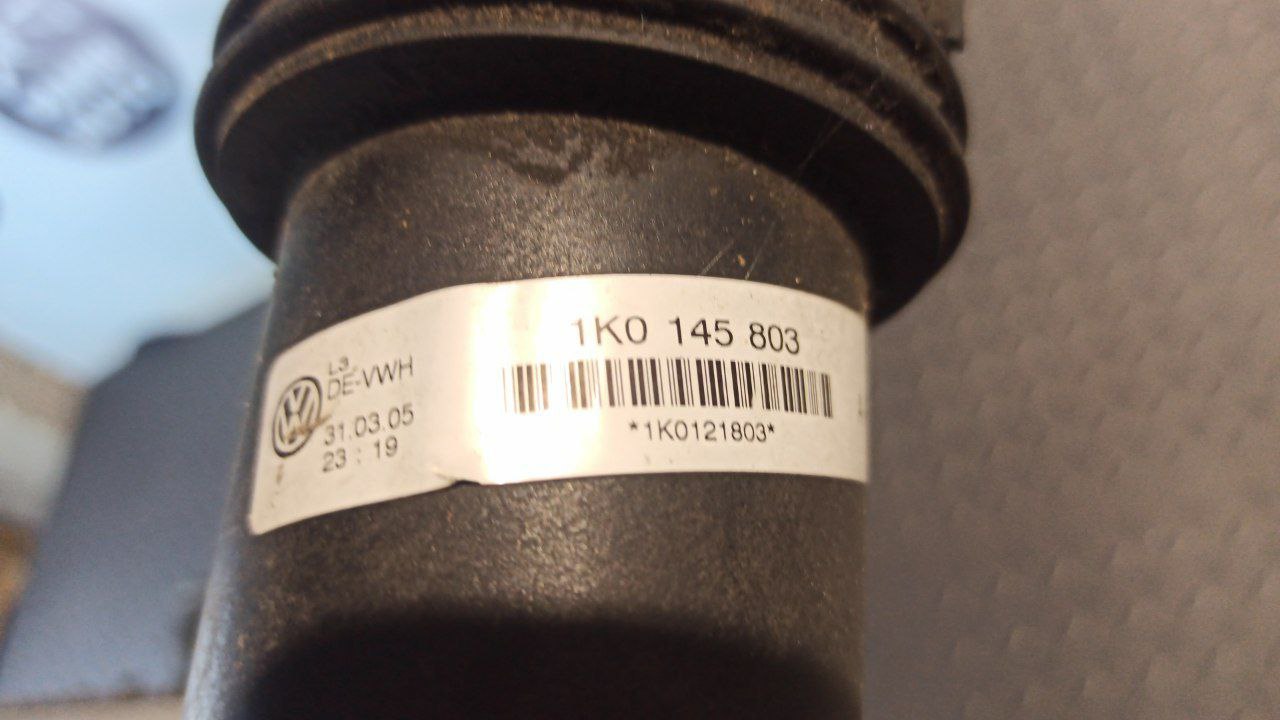 L3
DE-VWH
31.03.05
23 : 19
1K0 145 803
*1K0121803*